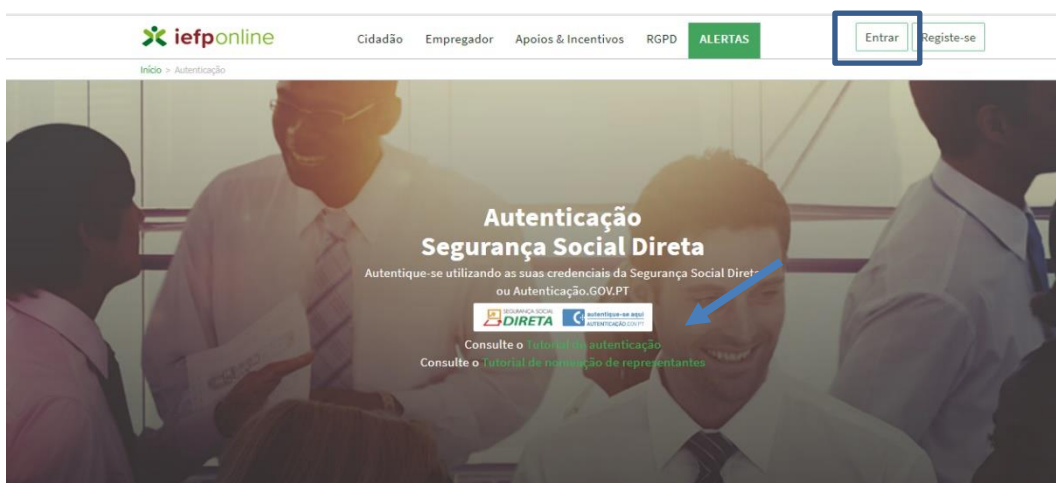 iefponline
Cidadão Empregador Apoios & Incentivos RGPD ALERTAS Entrar Registe-se
Início > Autenticação
Autenticação
Segurança Social Direta
Autentique-se utilizando as suas credenciais da Segurança Social Direta
ou Autenticação.GOV.PT
SEGURANÇA SOCIAL autentique-se aqui
DIRETA AUTENTICAÇÃO.GOV.PT
Consulte o Tutorial de autenticação
Consulte o Tutorial de nomeação de representantes